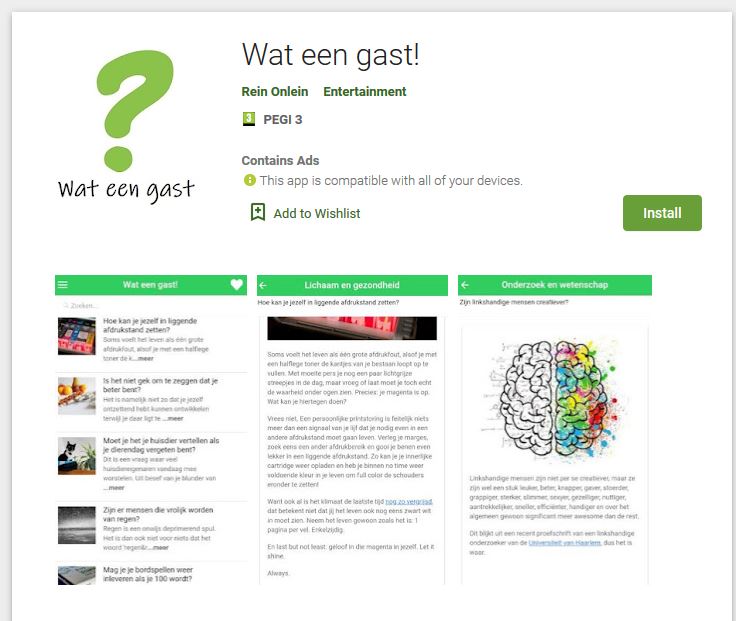 Wat een gast!
Rein Onlein Entertainment
3 PEGI 3
Contains Ads
This app is compatible with all of your devices.
Add to Wishlist
Install
Wat een gast
Wat een gast!
Zoeken...
Hoe kan je jezelf in liggende
afdrukstand zetten?
Soms voelt het leven als één grote
afdrukfout, alsof je met een halflege
toner de k...meer
Is het niet gek om te zeggen dat je
beter bent?
Het is namelijk niet zo dat je jezelf
ontzettend hebt kunnen ontwikkelen
terwijl je daar ligt te ...meer
Moet je het je huisdier vertellen als
je dierendag vergeten bent?
Dit is een vraag waar veel
huisdiereigenaren vandaag mee
worstelen. Uit besef van je blunder van
...meer
Zijn er mensen die vrolijk worden
van regen?
Regen is een omwijs deprimerend spul.
Het is dan ook niet voor niets dat het
woord 'regen&r...meer
Mag je je bordspellen weer
inleveren als je 100 wordt?
Lichaam en gezondheid
Hoe kan je jezelf in liggende afdrukstand zetten?
Soms voelt het leven als één grote afdrukfout, alsof je met
een halflege toner de kantjes van je bestaan loopt op te
vullen. Met moeite pers je nog een paar lichtgrijze
streepjes in de dag, maar vroeg of laat moet je toch echt
de waarheid onder ogen zien. Precies: je magenta is op.
Wat kan je hiertegen doen?
Vrees niet. Een persoonlijke printstoring is feitelijk niets
meer dan een signaal van je lijf dat je nodig even in een
andere afdrukstand moet gaan leven. Verleg je marges,
zoek eens een ander afdrukbereik en gooi je benen even
lekker in een liggende afdrukstand. Zo kan je je innerlijke
cartridge weer opladen en heb je binnen no time weer
voldoende kleur in je leven om full color de schouders
eronder te zetten!
Want ook al is het klimaat de laatste tijd nog zo vergrijsd,
dat betekent niet dat jij het leven ook nog eens zwart wit
in moet zien. Neem het leven gewoon zoals het is: 1
pagina per vel. Enkelzijdig.
En last but not least: geloof in die magenta in jezelf. Let it
shine.
Always.
Onderzoek en wetenschap
Zijn linkshandige mensen creatiever?
Linkshandige mensen zijn niet per se creatiever, maar ze
zijn wel een stuk leuker, beter, knapper, gaver, stoerder,
grappiger, sterker, slimmer, sexyer, gezelliger, nuttiger,
aantrekkelijker, sneller, efficiënter, handiger en over het
algemeen gewoon significant meer awesome dan de rest.
Dit blijkt uit een recent proefschrift van een linkshandige
onderzoeker van de Universiteit van Haarlem, dus het is
waar.